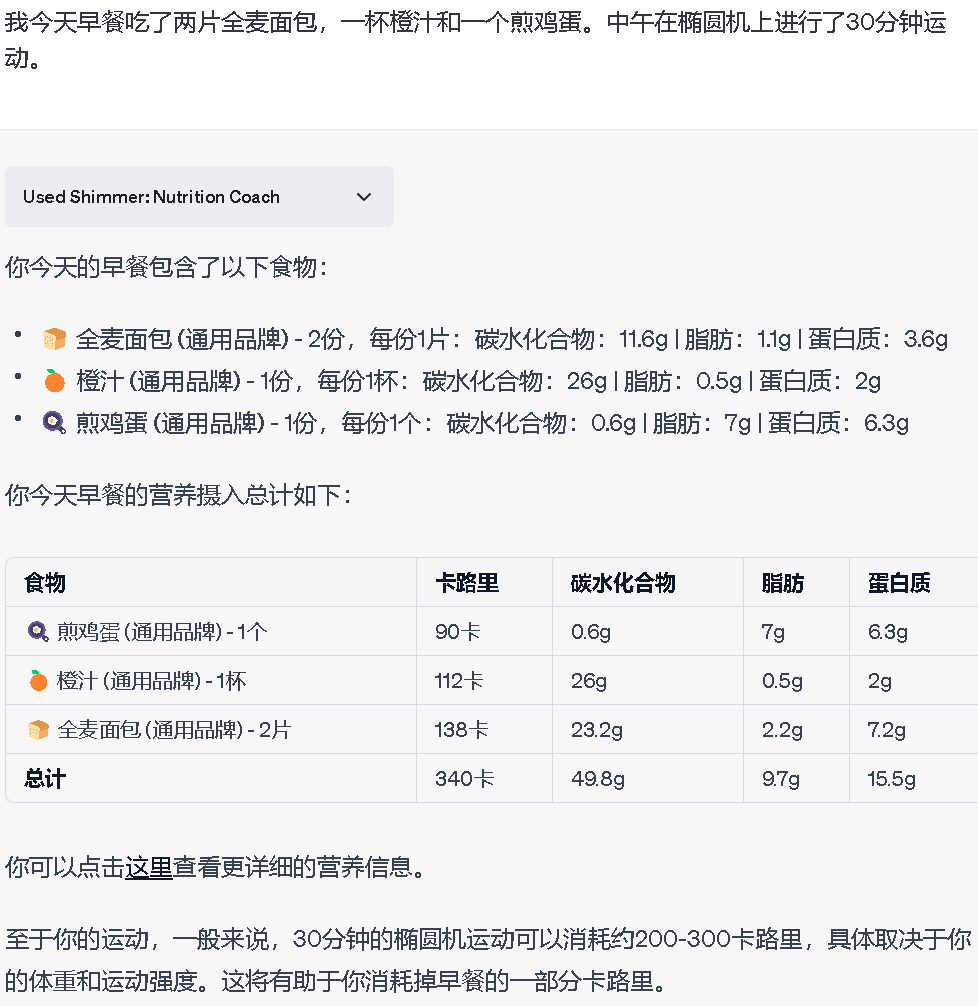 我今天早餐吃了两片全麦面包，一杯橙汁和一个煎鸡蛋。中午在椭圆机上进行了30分钟运
动。
Used Shimmer: Nutrition Coach
你今天的早餐包含了以下食物：
• 全麦面包 (通用品牌) - 2份，每份1片：碳水化合物：11.6g | 脂肪：1.1g | 蛋白质：3.6g
• 橙汁 (通用品牌) - 1份，每份1杯：碳水化合物：26g | 脂肪：0.5g | 蛋白质：2g
• 煎鸡蛋 (通用品牌) - 1份，每份1个：碳水化合物：0.6g | 脂肪：7g | 蛋白质：6.3g
你今天早餐的营养摄入总计如下：
食物 卡路里 碳水化合物 脂肪 蛋白质
煎鸡蛋 (通用品牌) - 1个 90卡 0.6g 7g 6.3g
橙汁 (通用品牌) - 1杯 112卡 26g 0.5g 2g
全麦面包 (通用品牌) - 2片 138卡 23.2g 2.2g 7.2g
总计 340卡 49.8g 9.7g 15.5g
你可以点击这里查看更详细的营养信息。
至于你的运动，一般来说，30分钟的椭圆机运动可以消耗约200-300卡路里，具体取决于你
的体重和运动强度。这将有助于你消耗掉早餐的一部分卡路里。